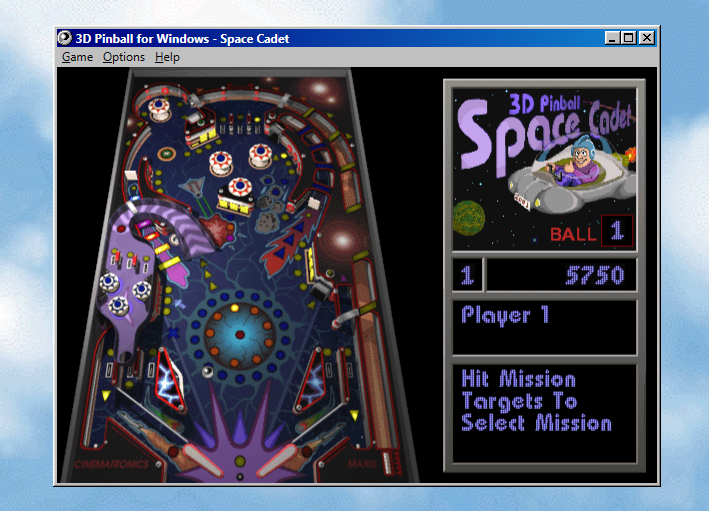 3D Pinball for Windows - Space Cadet
Game Options Help
3D Pinball
Space Cadet
BALL 1
1 5750
Player 1
Hit Mission
Targets To
Select Mission
CINEMATRONICS
MAXIS